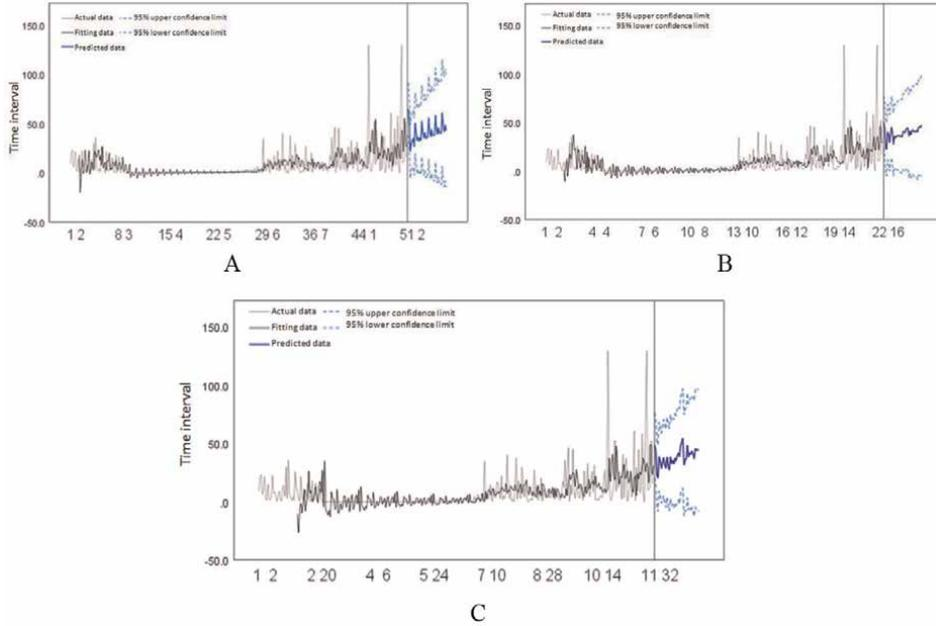 150.0
Actual data 95% upper confidence limit
Fitting data 95% lower confidence limit
Predicted data
100.0
Time interval
50.0
.0
-50.0
1 2 8 3 15 4 22 5 29 6 36 7 44 1 51 2
A
150.0
Actual data 95% upper confidence limit
Fitting data 95% lower confidence limit
Predicted data
100.0
Time interval
50.0
.0
-50.0
1 2 4 4 7 6 10 8 13 10 16 12 19 14 22 16
B
Actual data 95% upper confidence limit
Fitting data 95% lower confidence limit
Predicted data
150.0
100.0
Time interval
50.0
.0
-50.0
1 2 2 20 4 6 5 24 7 10 8 28 10 14 11 32
C